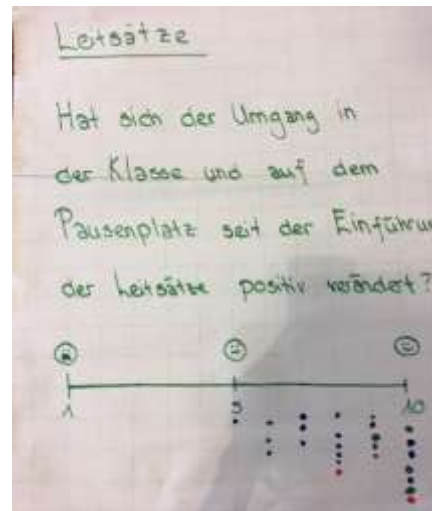 Leitsätze
Hat sich der Umgang in
der Klasse und auf dem
Pausenplatz seit der Einführun
der Leitsätze positiv verändert?
1 5 10